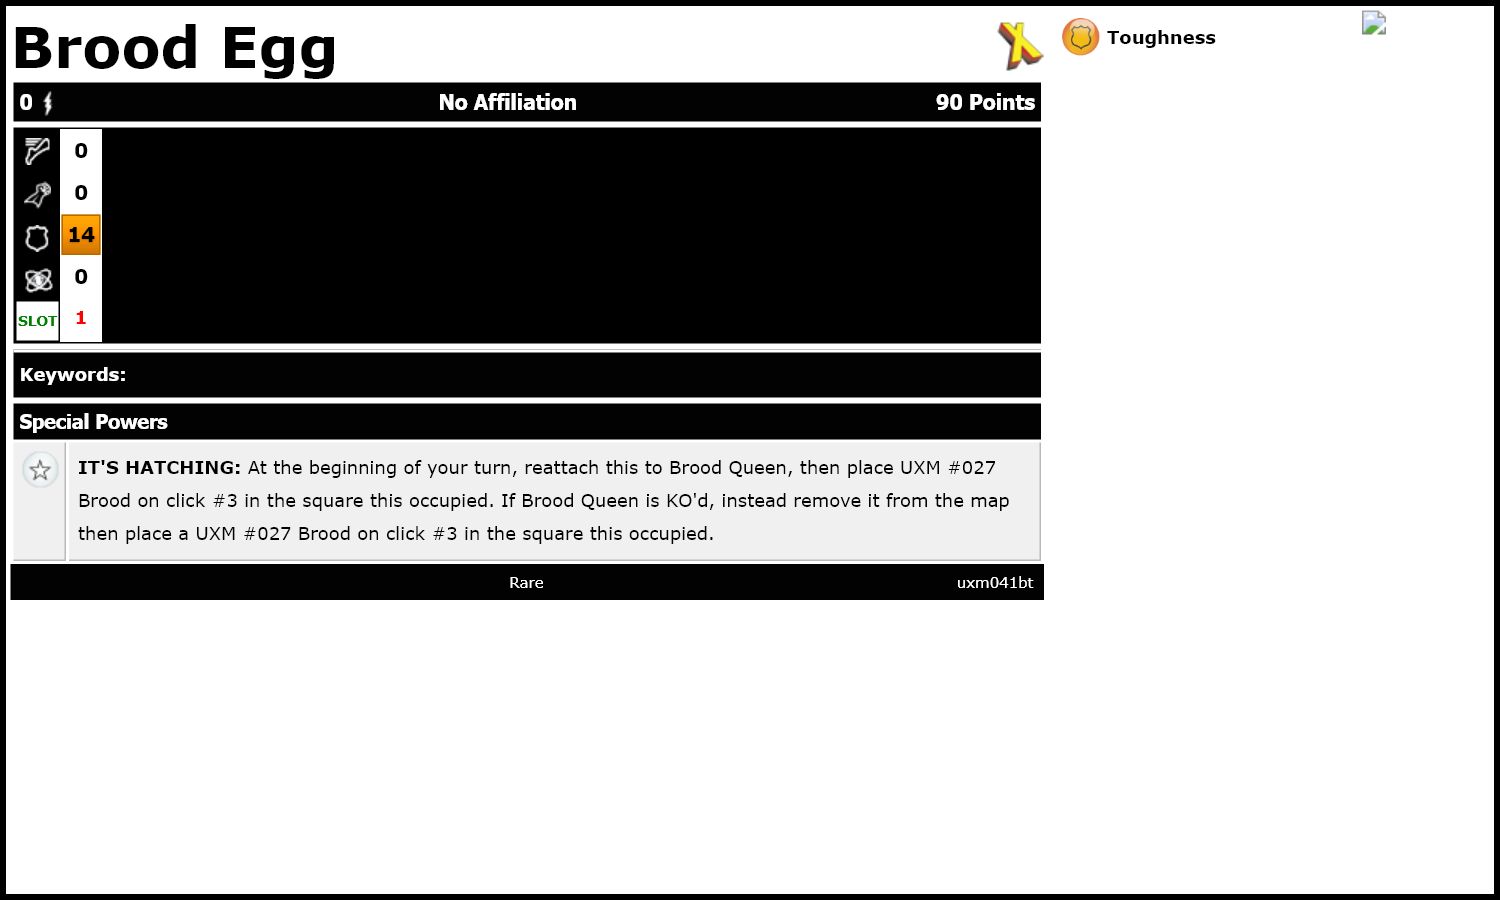 Brood Egg
Toughness
0 No Affiliation 90 Points
0
0
14
0
SLOT 1
Keywords:
Special Powers
IT'S HATCHING: At the beginning of your turn, reattach this to Brood Queen, then place UXM #027
Brood on click #3 in the square this occupied. If Brood Queen is KO'd, instead remove it from the map
then place a UXM #027 Brood on click #3 in the square this occupied.
Rare uxm041bt